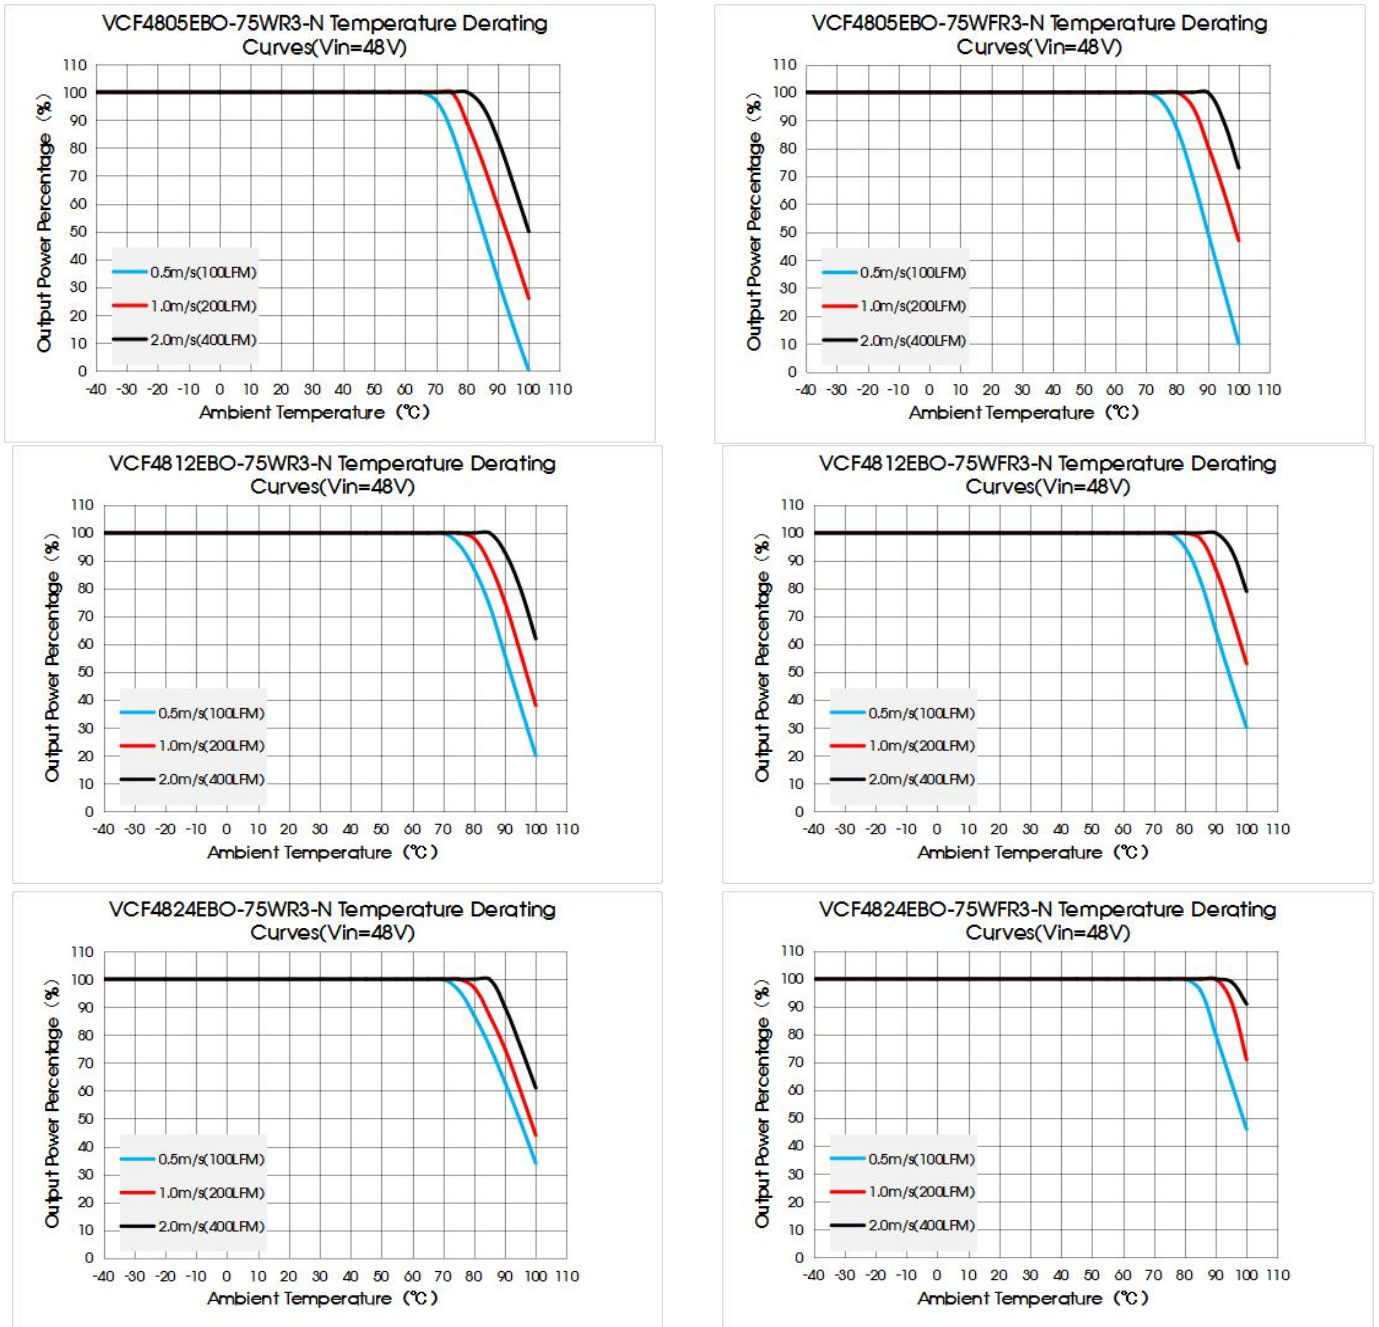 VCF4805EBO-75WR3-N Temperature Derating
Curves(Vin=48V)
110
100
90
80
70
60
50
40
30
20
10
0
Output Power Percentage (%)
0.5m/s(100LFM)
1.0m/s(200LFM)
2.0m/s(400LFM)
-40 -30 -20 -10 0 10 20 30 40 50 60 70 80 90 100 110
Ambient Temperature (℃)
VCF4805EBO-75WFR3-N Temperature Derating
Curves(Vin=48V)
110
100
90
80
70
60
50
40
30
20
10
0
Output Power Percentage (%)
0.5m/s(100LFM)
1.0m/s(200LFM)
2.0m/s(400LFM)
-40 -30 -20 -10 0 10 20 30 40 50 60 70 80 90 100 110
Ambient Temperature (℃)
VCF4812EBO-75WR3-N Temperature Derating
Curves(Vin=48V)
110
100
90
80
70
60
50
40
30
20
10
0
Output Power Percentage (%)
0.5m/s(100LFM)
1.0m/s(200LFM)
2.0m/s(400LFM)
-40 -30 -20 -10 0 10 20 30 40 50 60 70 80 90 100 110
Ambient Temperature (℃)
VCF4812EBO-75WFR3-N Temperature Derating
Curves(Vin=48V)
110
100
90
80
70
60
50
40
30
20
10
0
Output Power Percentage (%)
0.5m/s(100LFM)
1.0m/s(200LFM)
2.0m/s(400LFM)
-40 -30 -20 -10 0 10 20 30 40 50 60 70 80 90 100 110
Ambient Temperature (℃)
VCF4824EBO-75WR3-N Temperature Derating
Curves(Vin=48V)
110
100
90
80
70
60
50
40
30
20
10
0
Output Power Percentage (%)
0.5m/s(100LFM)
1.0m/s(200LFM)
2.0m/s(400LFM)
-40 -30 -20 -10 0 10 20 30 40 50 60 70 80 90 100 110
Ambient Temperature (℃)
VCF4824EBO-75WFR3-N Temperature Derating
Curves(Vin=48V)
110
100
90
80
70
60
50
40
30
20
10
0
Output Power Percentage (%)
0.5m/s(100LFM)
1.0m/s(200LFM)
2.0m/s(400LFM)
-40 -30 -20 -10 0 10 20 30 40 50 60 70 80 90 100 110
Ambient Temperature (℃)